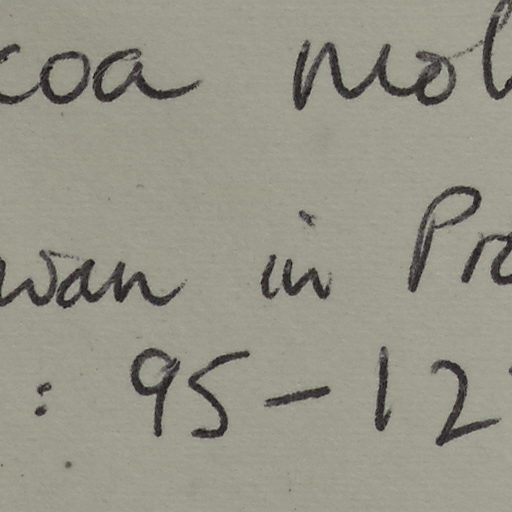 coa mol
wan in Pro
: 95-12